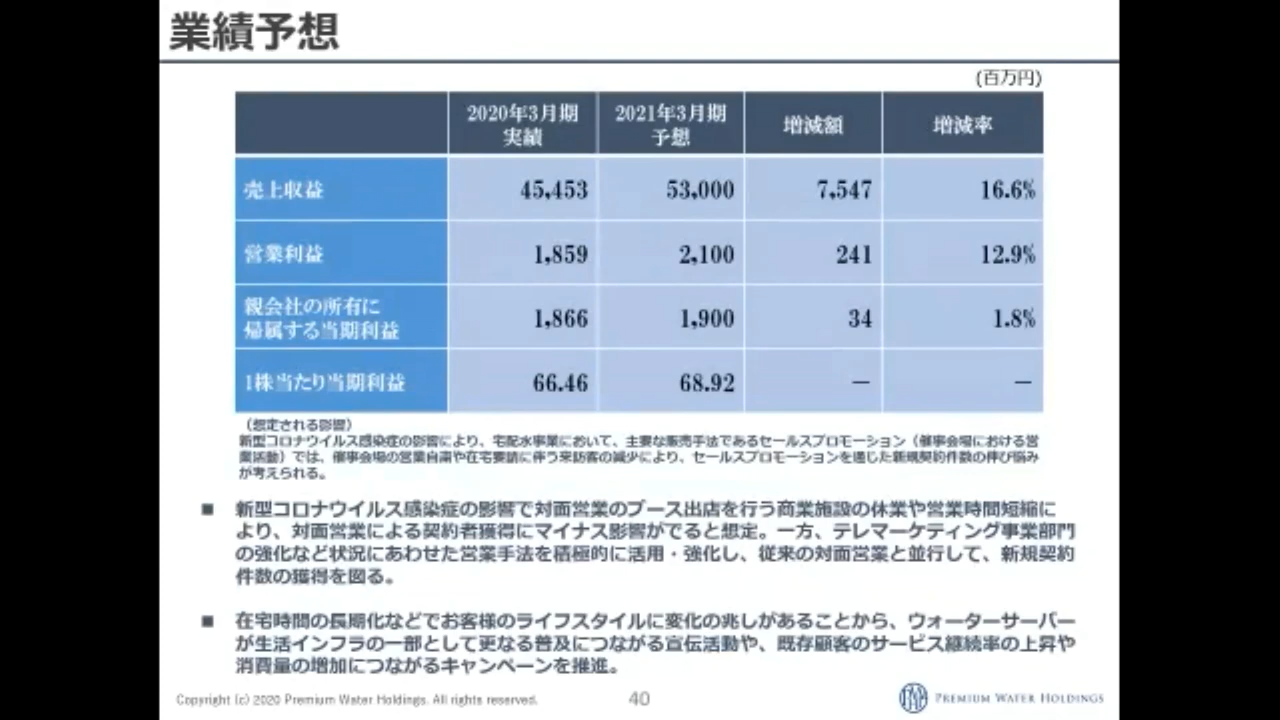 業績予想
(百万円)
2020年3月期 2021年3月期 増減額 増減率
実績 予想
売上収益 45,453 53,000 7,547 16.6%
営業利益 1,859 2,100 241 12.9%
親会社の所有に
帰属する当期利益 1,866 1,900 34 1.8%
1株当たり当期利益 66.46 68.92 － －
（想定される影響）
新型コロナウイルス感染症の影響により、宅配水事業において、主要な販売手法であるセールスプロモーション（催事会場における営
業活動）では、催事会場の営業自粛や在宅要請に伴う来訪客の減少により、セールスプロモーションを通じた新規契約件数の伸び悩み
が考えられる。
■ 新型コロナウイルス感染症の影響で対面営業のブース出店を行う商業施設の休業や営業時間短縮に
より、対面営業による契約者獲得にマイナス影響がでると想定。一方、テレマーケティング事業部門
の強化など状況にあわせた営業手法を積極的に活用・強化し、従来の対面営業と並行して、新規契約
件数の獲得を図る。
■ 在宅時間の長期化などでお客様のライフスタイルに変化の兆しがあることから、ウォーターサーバー
が生活インフラの一部として更なる普及につながる宣伝活動や、既存顧客のサービス継続率の上昇や
消費量の増加につながるキャンペーンを推進。
Copyright (c) 2020 Premium Water Holdings. All rights reserved. 40 PREMIUM WATER HOLDINGS